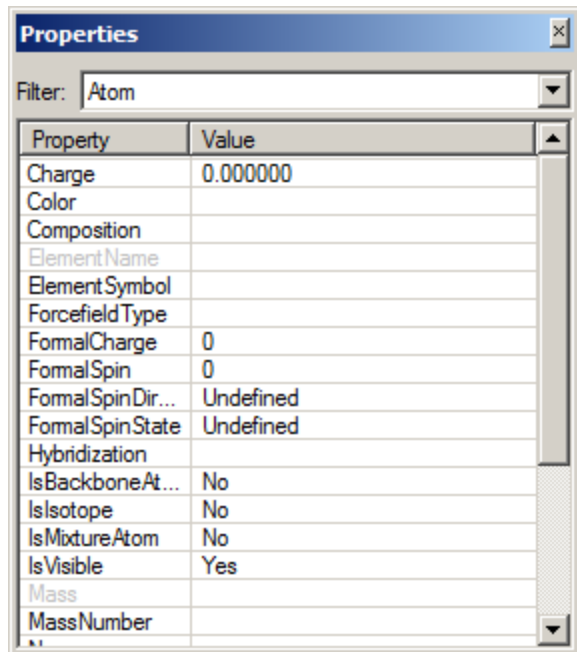 Properties
Filter: Atom
Property Value
Charge 0.000000
Color
Composition
ElementName
ElementSymbol
ForcefieldType
FormalCharge 0
FormalSpin 0
FormalSpinDir... Undefined
FormalSpinState Undefined
Hybridization
IsBackboneAt... No
IsIsotope No
IsMixtureAtom No
IsVisible Yes
Mass
MassNumber